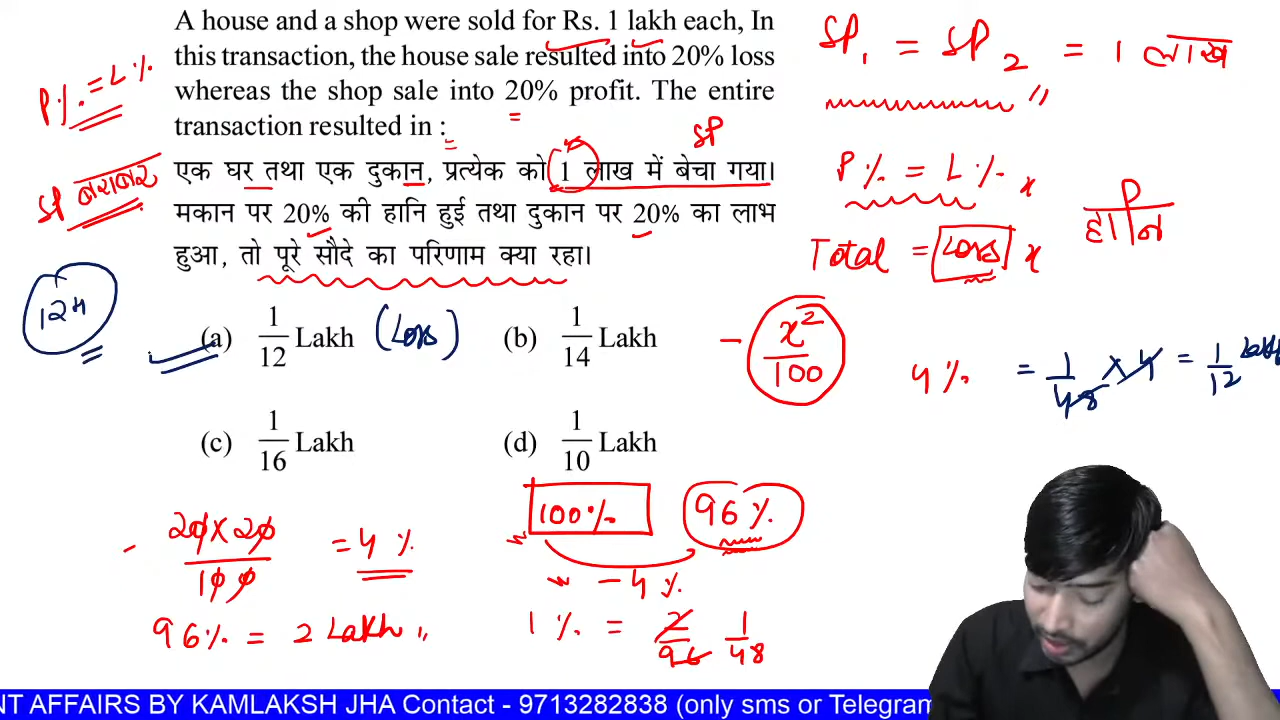 A house and a shop were sold for Rs. 1 lakh each, In
this transaction, the house sale resulted into 20% loss
whereas the shop sale into 20% profit. The entire
transaction resulted in :
एक घर तथा एक दुकान, प्रत्येक को 1 लाख में बेचा गया।
मकान पर 20% की हानि हुई तथा दुकान पर 20% का लाभ
हुआ, तो पूरे सौदे का परिणाम क्या रहा।
(a) 1/12 Lakh (Loss) (b) 1/14 Lakh
(c) 1/16 Lakh (d) 1/10 Lakh
P% = L%
SP बराबर
SP
12th
SP1 = SP2 = 1 लाख
P% = L%
Total = Loss
हानि
- x²/100
4% = 1/48 × 4 = 1/12 lakh
- 20×20/100 = 4%
96% = 2 Lakh
100% 96%
- 4%
1% = 2/96 1/48
NT AFFAIRS BY KAMLAKSH JHA Contact - 9713282838 (only sms or Telegram